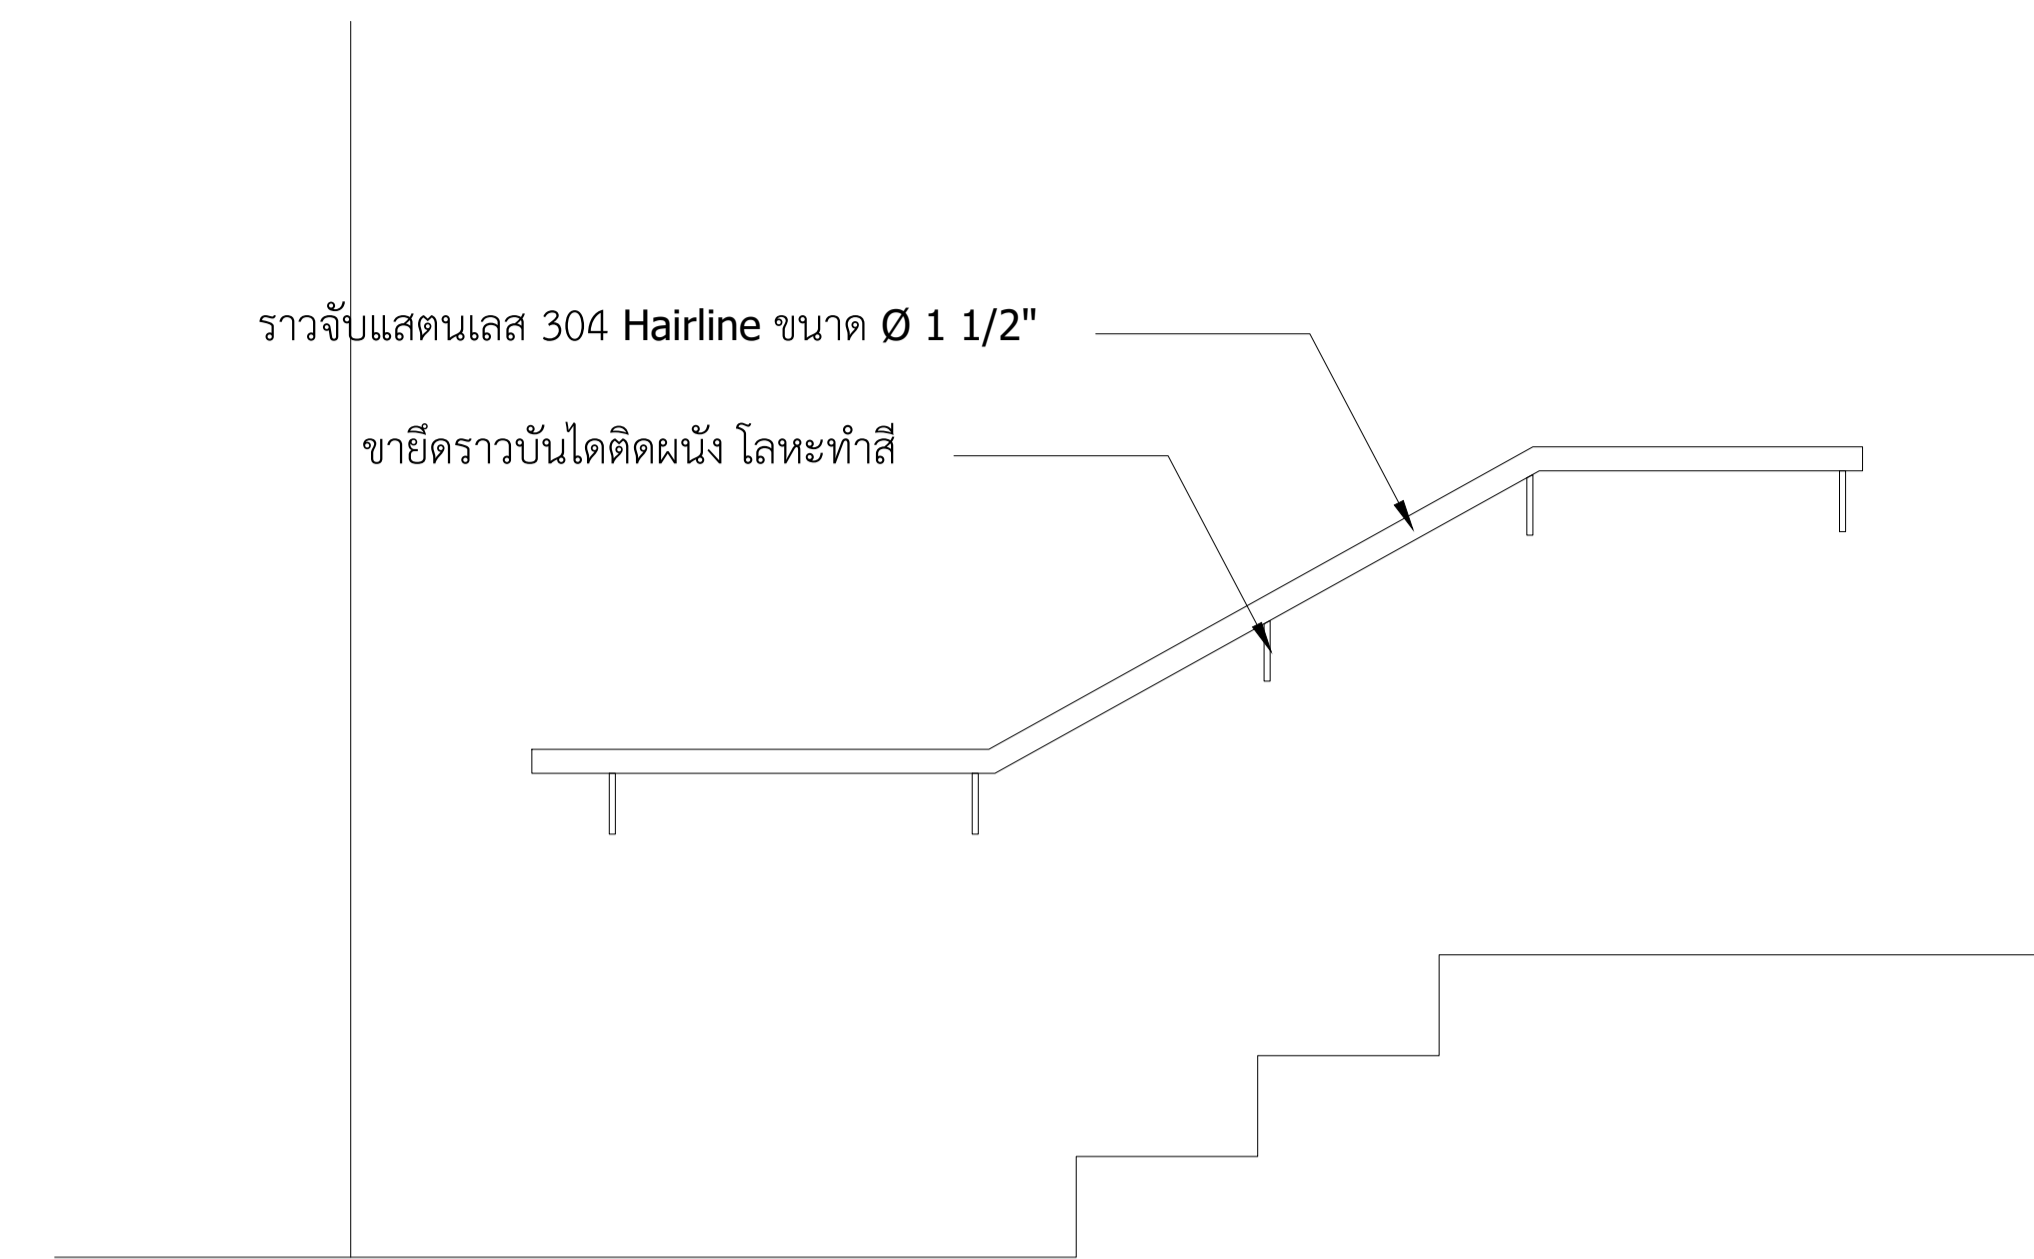 ราวจับแสตนเลส 304 Hairline ขนาด Ø 1 1/2"
ขายึดราวบันไดติดผนัง โลหะทำสี